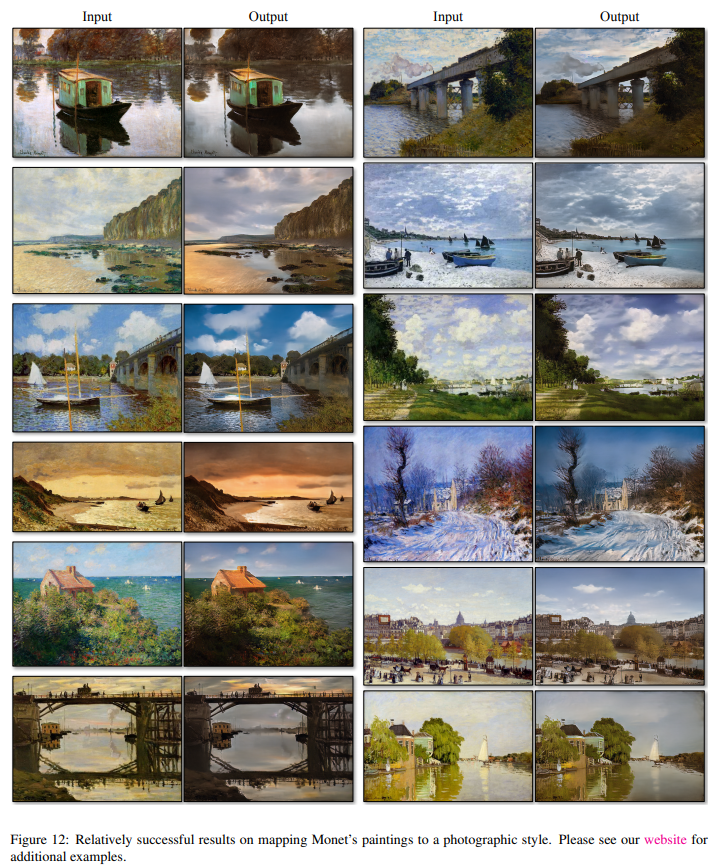 Input Output Input Output
Figure 12: Relatively successful results on mapping Monet's paintings to a photographic style. Please see our website for
additional examples.